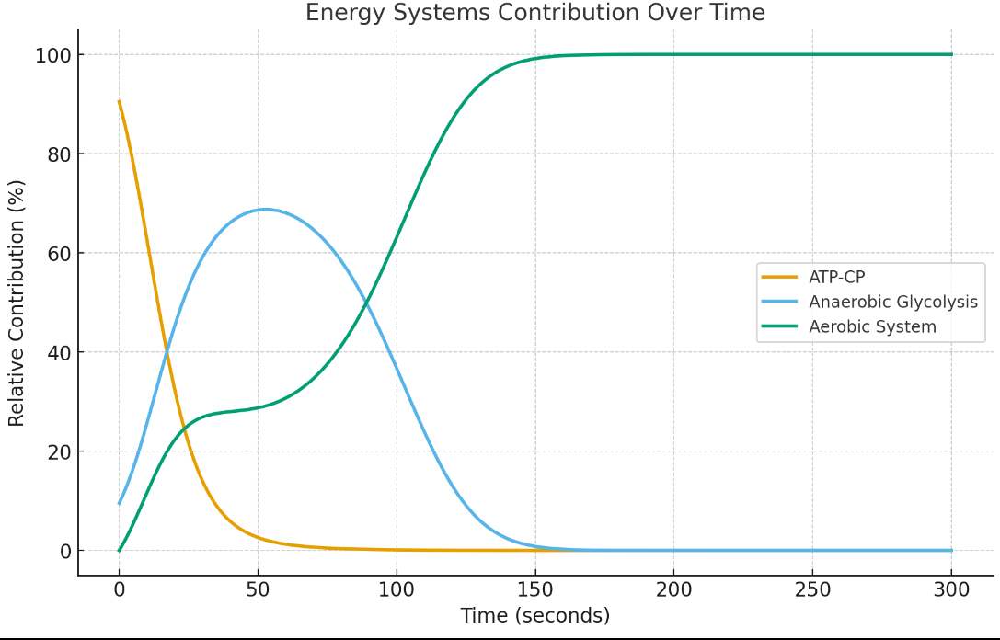 Energy Systems Contribution Over Time
Relative Contribution (%)
100
80
60
40
20
0
ATP-CP
Anaerobic Glycolysis
Aerobic System
0 50 100 150 200 250 300
Time (seconds)